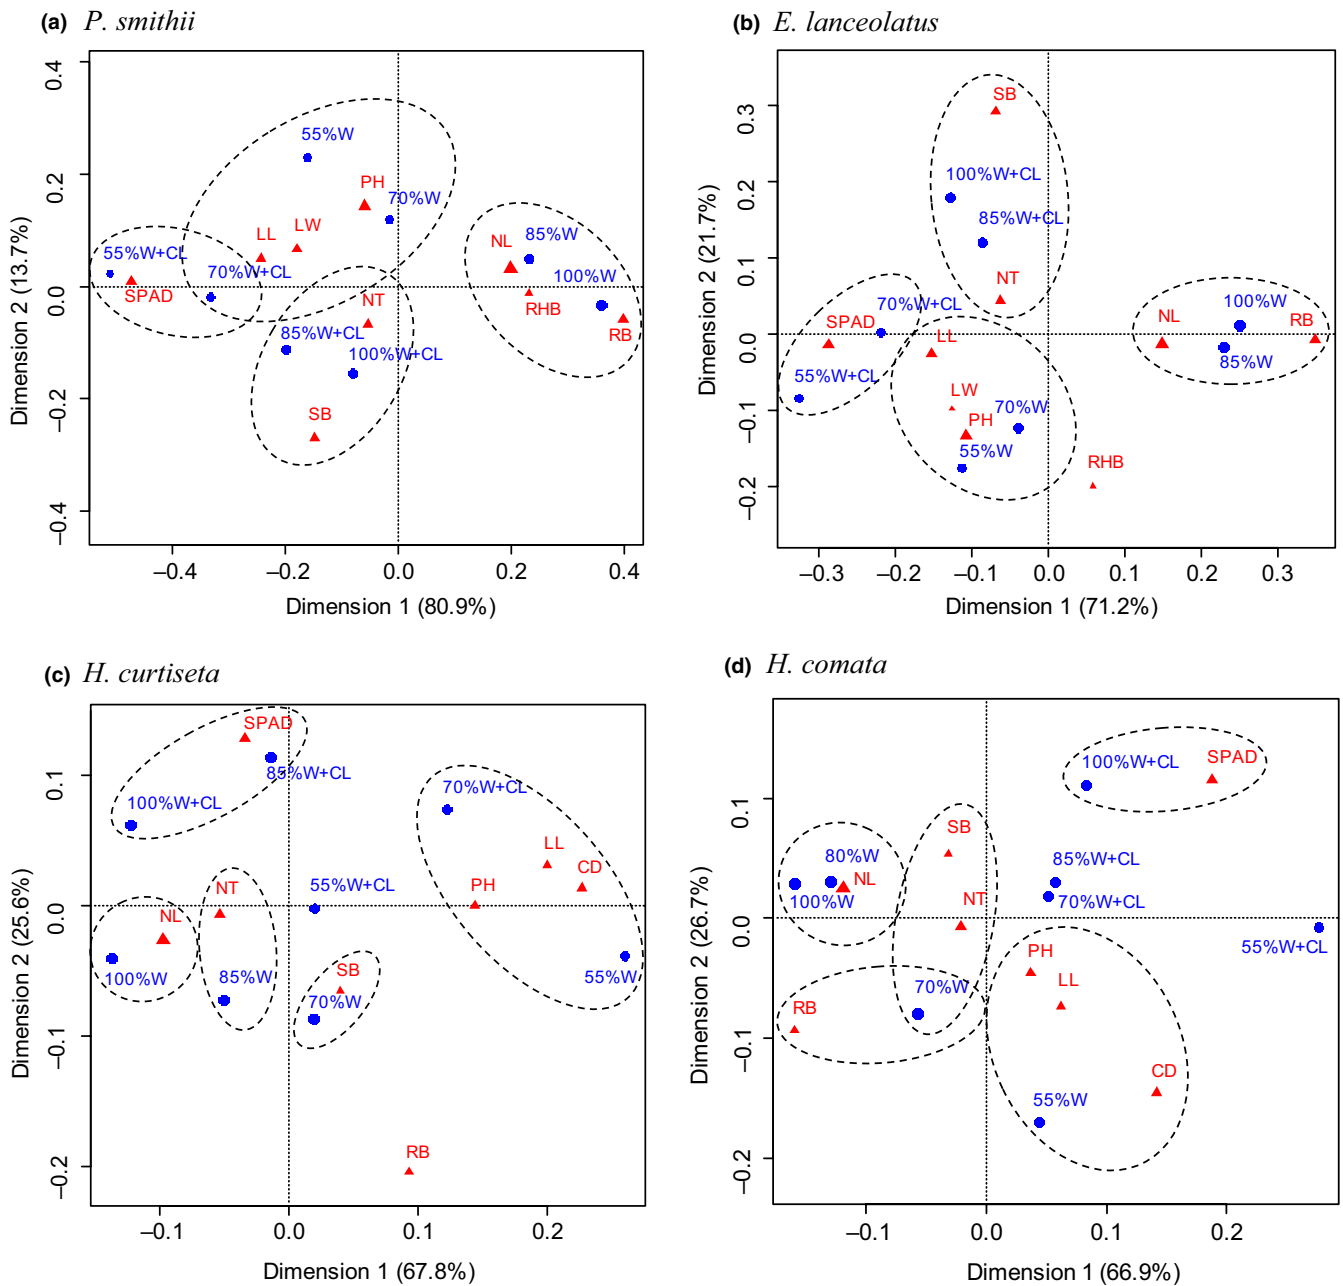 (a) P. smithii
0.4
0.2
0.0
−0.2
−0.4
Dimension 2 (13.7%)
55%W
PH
70%W
LW
LL
55%W+CL
SPAD
70%W+CL
NT
85%W+CL
100%W+CL
SB
NL
85%W
100%W
RHB
RB
−0.4
−0.2
0.0
0.2
0.4
Dimension 1 (80.9%)
(b) E. lanceolatus
0.3
0.2
0.1
0.0
−0.1
−0.2
Dimension 2 (21.7%)
SB
100%W+CL
85%W+CL
NT
70%W+CL
SPAD
55%W+CL
LL
LW
70%W
PH
55%W
RHB
NL
100%W
RB
85%W
−0.3
−0.2
−0.1
0.0
0.1
0.2
0.3
Dimension 1 (71.2%)
(c) H. curtiseta
0.1
0.0
−0.1
−0.2
Dimension 2 (25.6%)
SPAD
85%W+CL
100%W+CL
70%W+CL
LL
CD
PH
55%W+CL
NT
NL
100%W
85%W
SB
70%W
55%W
RB
−0.1
0.0
0.1
0.2
Dimension 1 (67.8%)
(d) H. comata
0.1
0.0
−0.1
−0.2
Dimension 2 (26.7%)
SPAD
100%W+CL
SB
80%W
NL
100%W
85%W+CL
70%W+CL
NT
55%W+CL
PH
LL
70%W
RB
CD
55%W
−0.1
0.0
0.1
0.2
Dimension 1 (66.9%)